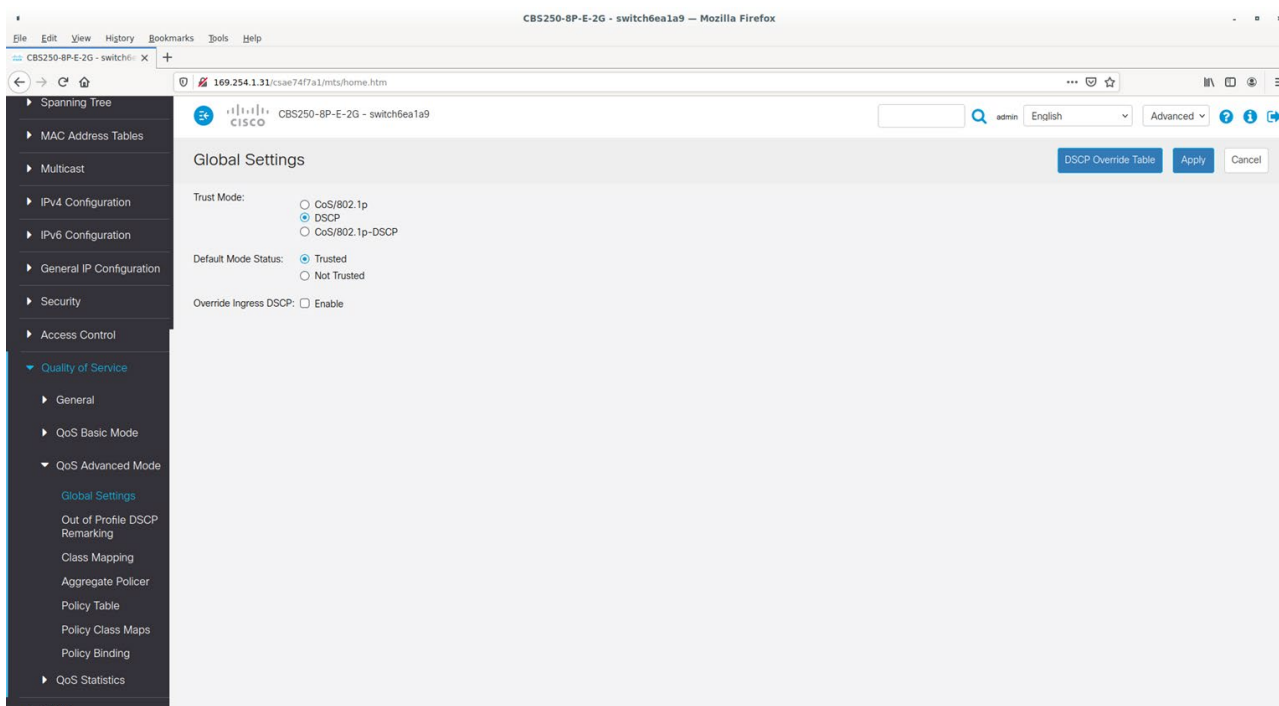 CBS250-8P-E-2G - switch6ea1a9 — Mozilla Firefox
File Edit View History Bookmarks Tools Help
CBS250-8P-E-2G - switch6
169.254.1.31/csae74f7a1/mts/home.htm
Spanning Tree
MAC Address Tables
Multicast
IPv4 Configuration
IPv6 Configuration
General IP Configuration
Security
Access Control
Quality of Service
General
QoS Basic Mode
QoS Advanced Mode
Global Settings
Out of Profile DSCP
Remarking
Class Mapping
Aggregate Policer
Policy Table
Policy Class Maps
Policy Binding
QoS Statistics
CISCO CBS250-8P-E-2G - switch6ea1a9 admin English Advanced
Global Settings DSCP Override Table Apply Cancel
Trust Mode: CoS/802.1p
DSCP
CoS/802.1p-DSCP
Default Mode Status: Trusted
Not Trusted
Override Ingress DSCP: Enable